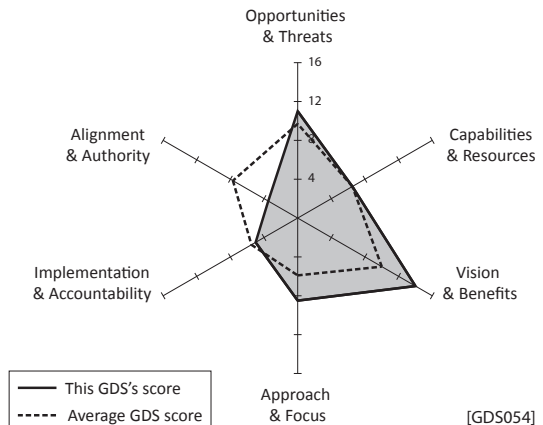 Opportunities
& Threats
16
12
8
4
Alignment
& Authority
Capabilities
& Resources
Implementation
& Accountability
Vision
& Benefits
Approach
& Focus
This GDS's score
Average GDS score
[GDS054]